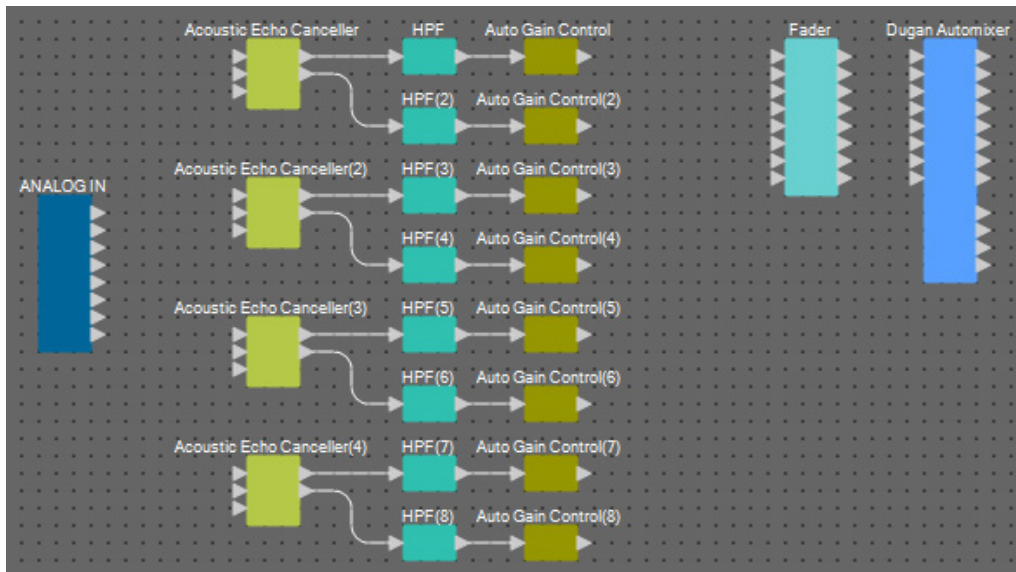 Acoustic Echo Canceller HPF Auto Gain Control Fader Dugan Automixer
HPF(2) Auto Gain Control(2)
Acoustic Echo Canceller(2) HPF(3) Auto Gain Control(3)
ANALOG IN
HPF(4) Auto Gain Control(4)
Acoustic Echo Canceller(3) HPF(5) Auto Gain Control(5)
HPF(6) Auto Gain Control(6)
Acoustic Echo Canceller(4) HPF(7) Auto Gain Control(7)
HPF(8) Auto Gain Control(8)